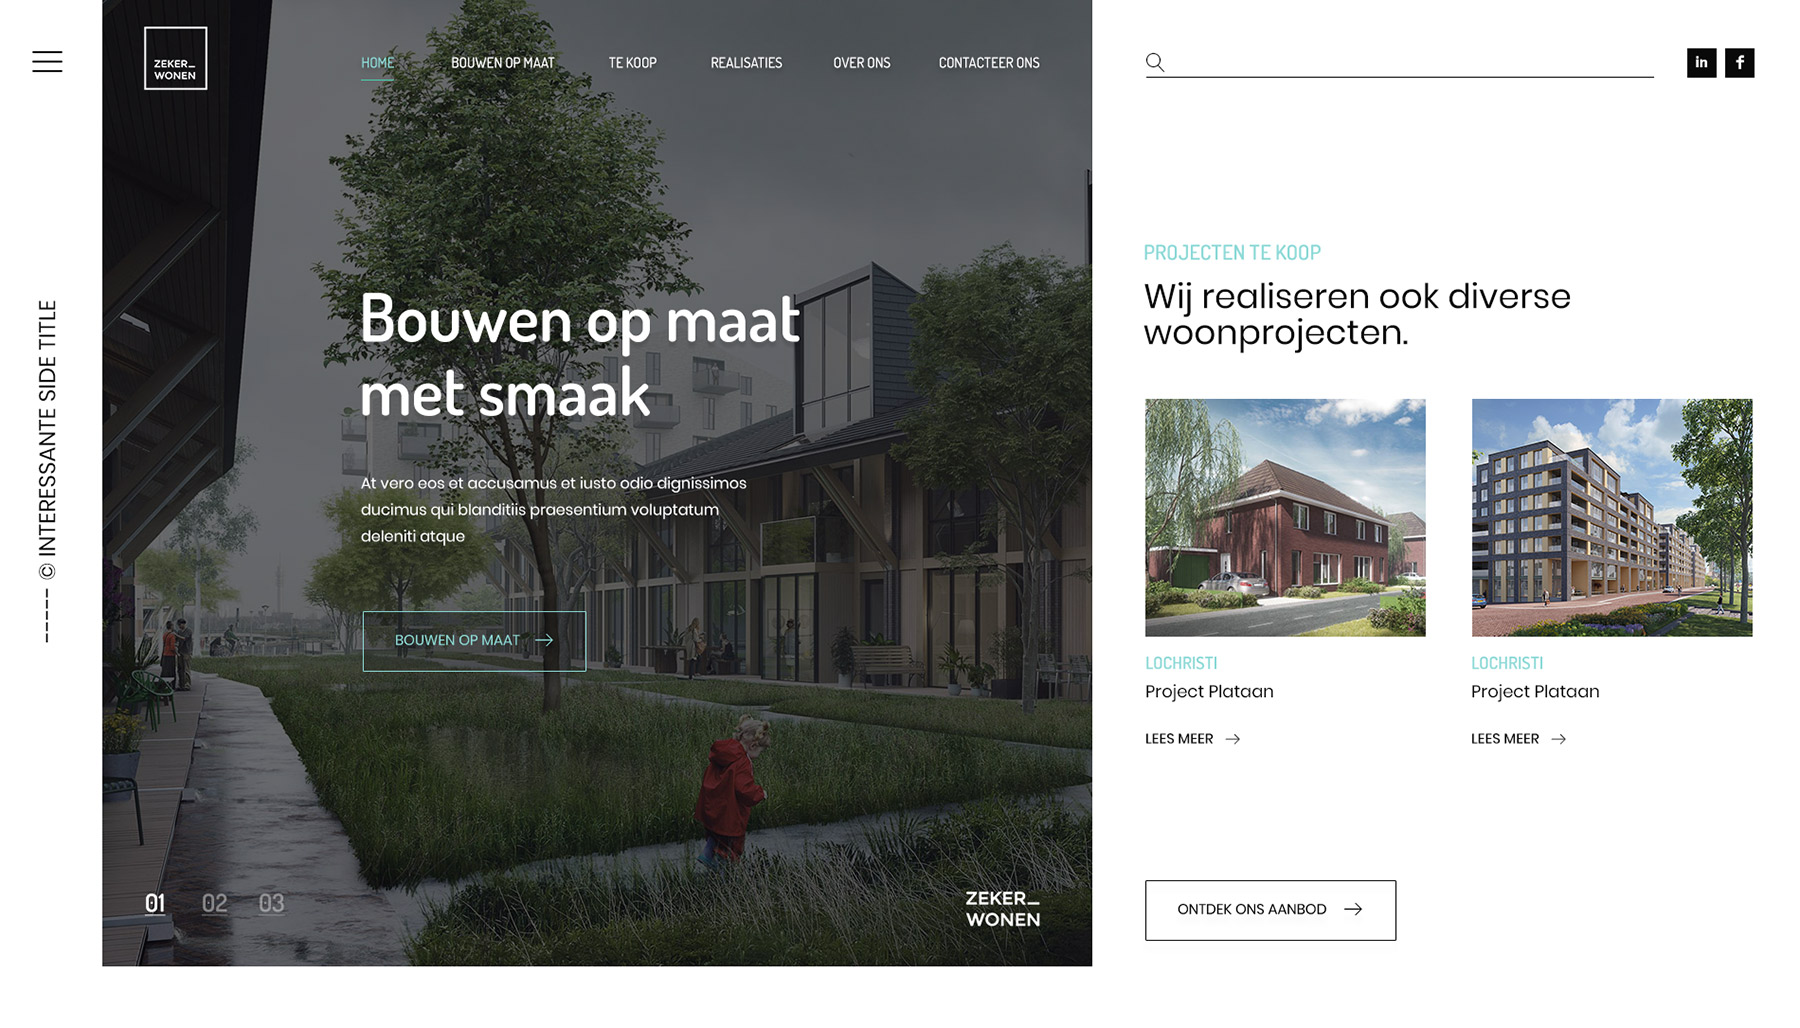 ZEKER_
WONEN
HOME
BOUWEN OP MAAT
TE KOOP
REALISATIES
OVER ONS
CONTACTEER ONS
in
f
----- © INTERESSANTE SIDE TITLE
Bouwen op maat
met smaak
At vero eos et accusamus et iusto odio dignissimos
ducimus qui blanditiis praesentium voluptatum
deleniti atque
BOUWEN OP MAAT
01
02
03
ZEKER_
WONEN
PROJECTEN TE KOOP
Wij realiseren ook diverse
woonprojecten.
LOCHRISTI
Project Plataan
LEES MEER
LOCHRISTI
Project Plataan
LEES MEER
ONTDEK ONS AANBOD